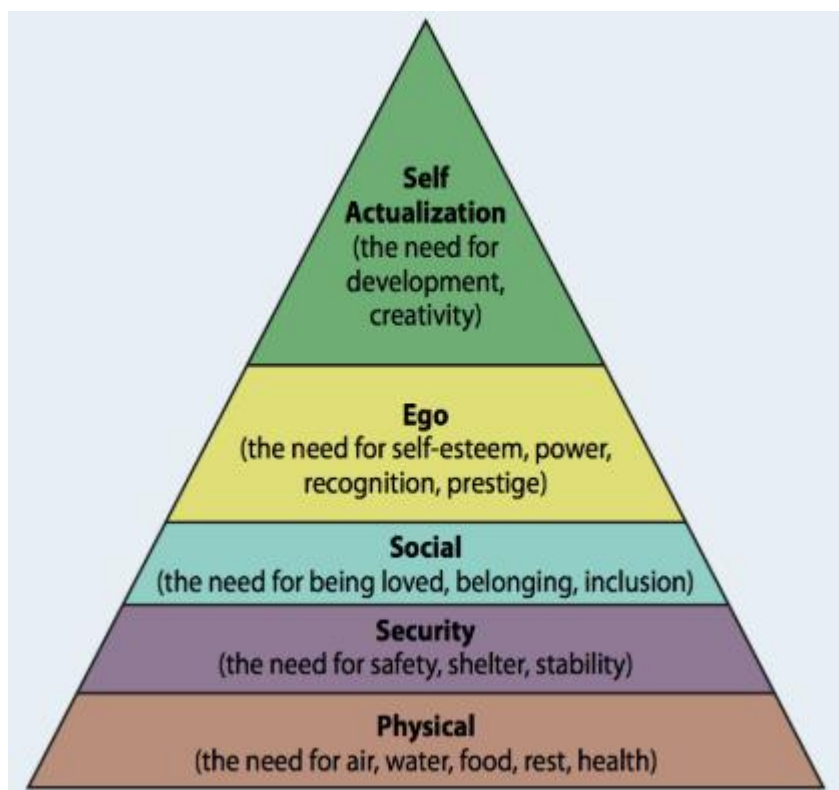 Self
Actualization
(the need for
development,
creativity)
Ego
(the need for self-esteem, power,
recognition, prestige)
Social
(the need for being loved, belonging, inclusion)
Security
(the need for safety, shelter, stability)
Physical
(the need for air, water, food, rest, health)